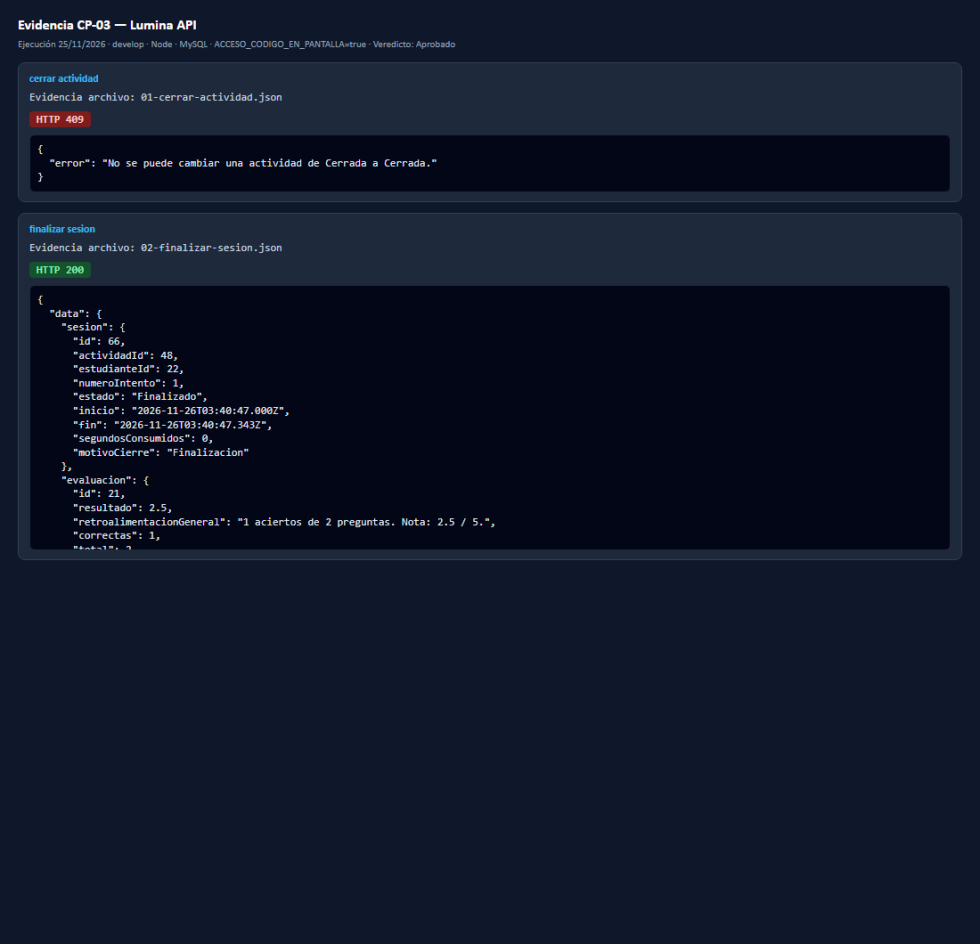 Evidencia CP-03 — Lumina API
Ejecución 25/11/2026 · develop · Node · MySQL · ACCESO_CODIGO_EN_PANTALLA=true · Veredicto: Aprobado
cerrar actividad
Evidencia archivo: 01-cerrar-actividad.json
HTTP 409
{
  "error": "No se puede cambiar una actividad de Cerrada a Cerrada."
}
finalizar sesion
Evidencia archivo: 02-finalizar-sesion.json
HTTP 200
{
  "data": {
    "sesion": {
      "id": 66,
      "actividadId": 48,
      "estudianteId": 22,
      "numeroIntento": 1,
      "estado": "Finalizado",
      "inicio": "2026-11-26T03:40:47.000Z",
      "fin": "2026-11-26T03:40:47.343Z",
      "segundosConsumidos": 0,
      "motivoCierre": "Finalizacion"
    },
    "evaluacion": {
      "id": 21,
      "resultado": 2.5,
      "retroalimentacionGeneral": "1 aciertos de 2 preguntas. Nota: 2.5 / 5.",
      "correctas": 1,
      "total": 2